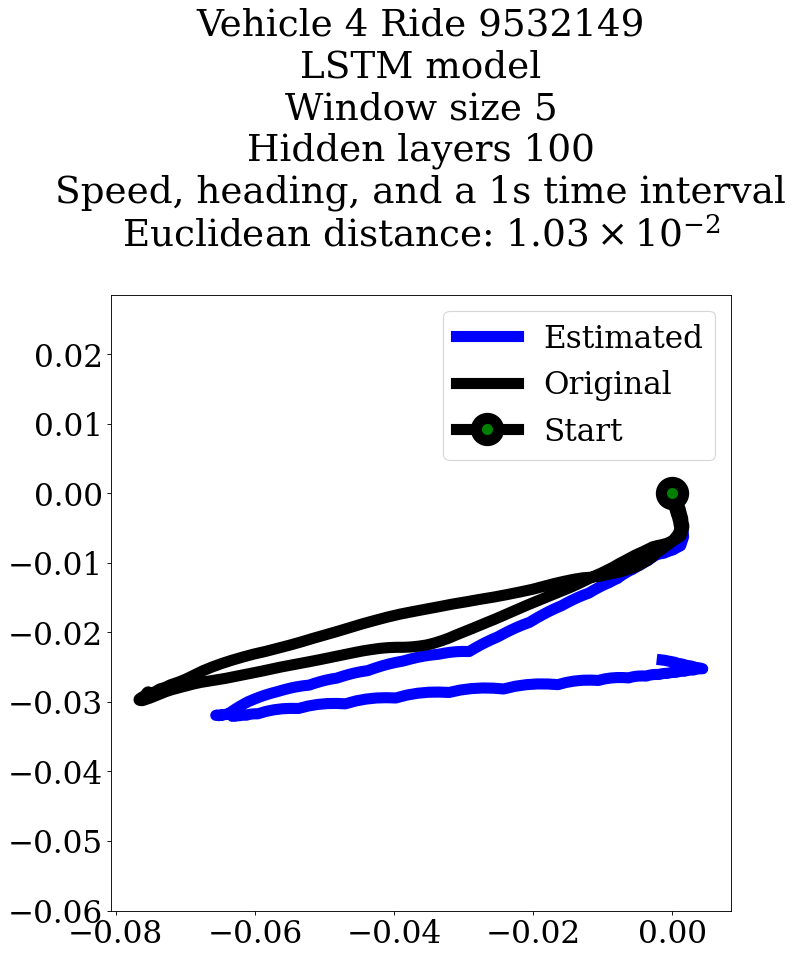 Vehicle 4 Ride 9532149
LSTM model
Window size 5
Hidden layers 100
Speed, heading, and a 1s time interval
Euclidean distance: 1.03 × 10⁻²
Estimated
Original
Start
0.02
0.01
0.00
−0.01
−0.02
−0.03
−0.04
−0.05
−0.06
−0.08 −0.06 −0.04 −0.02 0.00